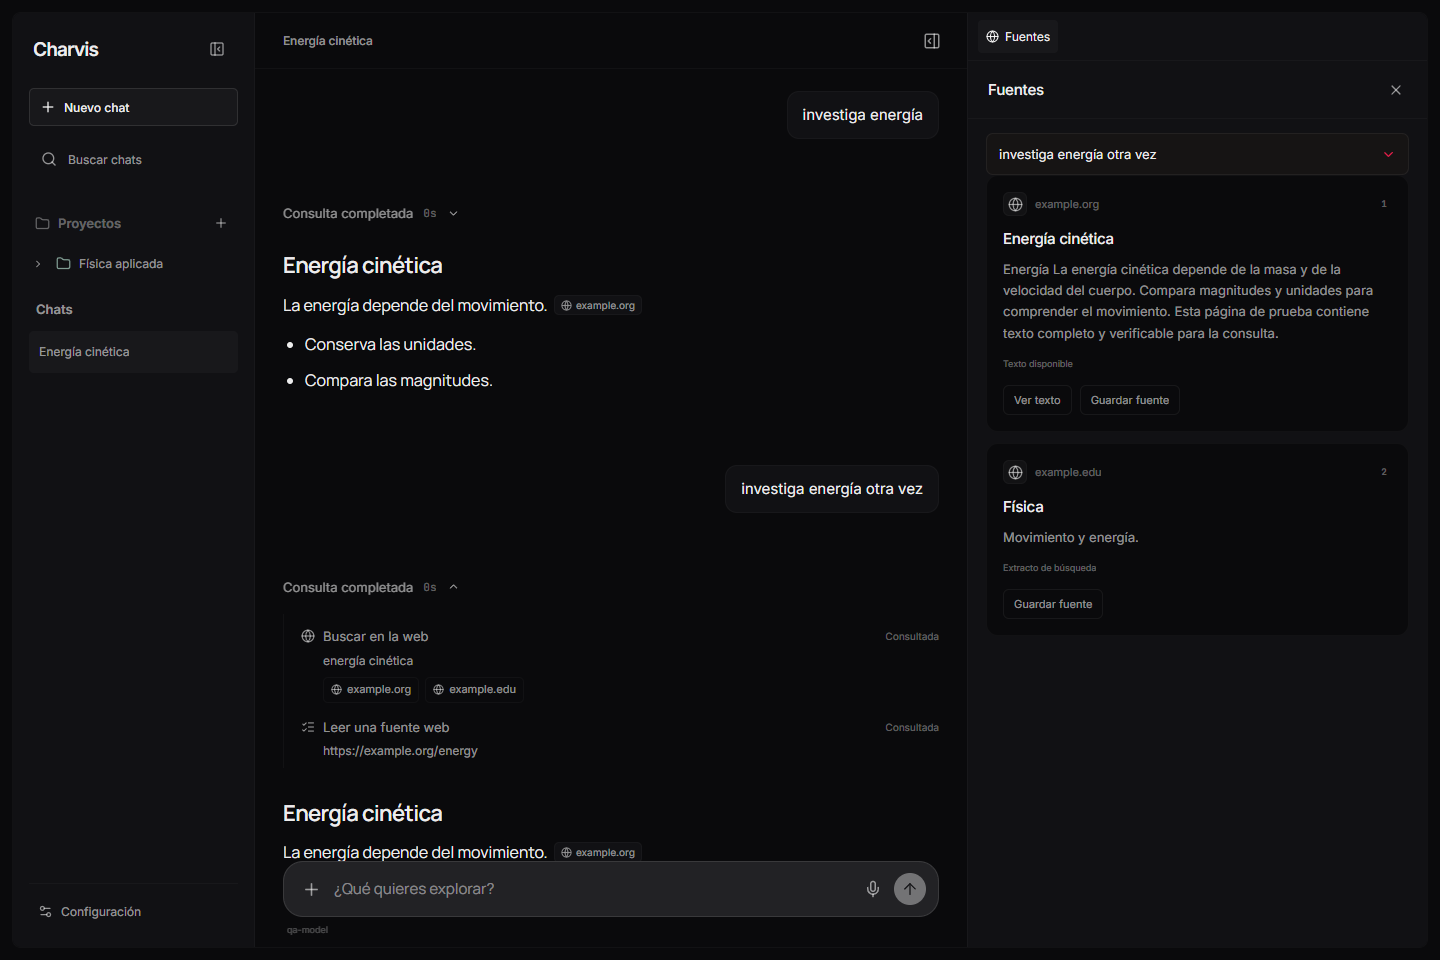 Charvis
Nuevo chat
Buscar chats
Proyectos
Física aplicada
Chats
Energía cinética
Configuración
Energía cinética
investiga energía
Consulta completada 0s
Energía cinética
La energía depende del movimiento. example.org
Conserva las unidades.
Compara las magnitudes.
investiga energía otra vez
Consulta completada 0s
Buscar en la web Consultada
energía cinética
example.org example.edu
Leer una fuente web Consultada
https://example.org/energy
Energía cinética
La energía depende del movimiento. example.org
¿Qué quieres explorar?
qa-model
Fuentes
Fuentes
investiga energía otra vez
example.org 1
Energía cinética
Energía La energía cinética depende de la masa y de la
velocidad del cuerpo. Compara magnitudes y unidades para
comprender el movimiento. Esta página de prueba contiene
texto completo y verificable para la consulta.
Texto disponible
Ver texto Guardar fuente
example.edu 2
Física
Movimiento y energía.
Extracto de búsqueda
Guardar fuente